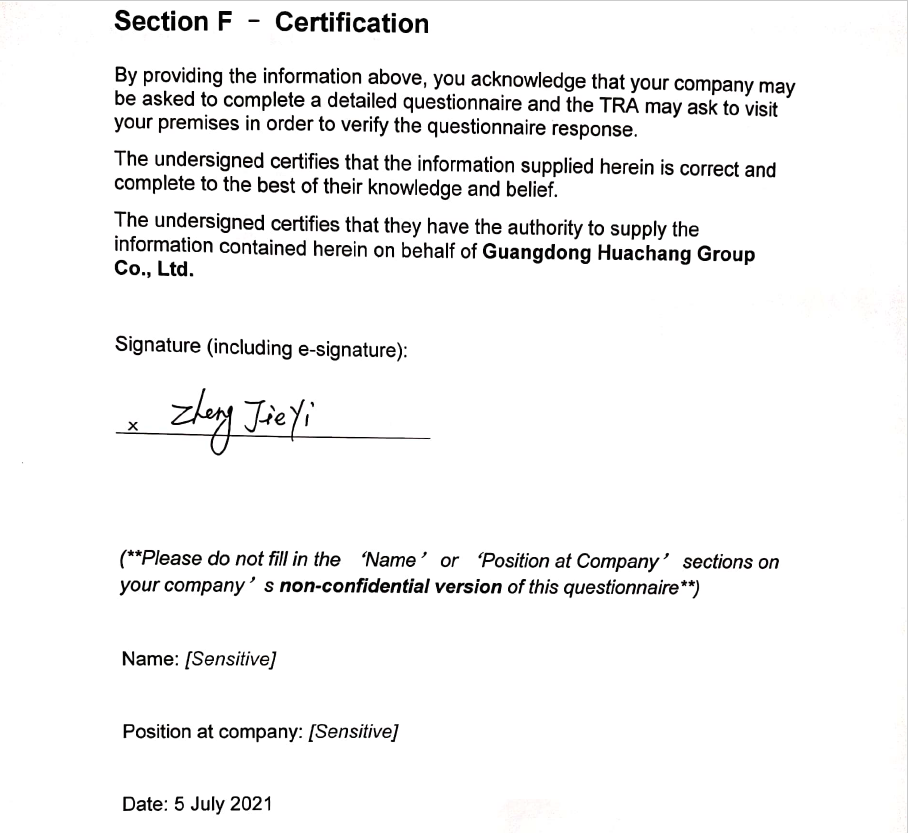 Section F – Certification
By providing the information above, you acknowledge that your company may
be asked to complete a detailed questionnaire and the TRA may ask to visit
your premises in order to verify the questionnaire response.
The undersigned certifies that the information supplied herein is correct and
complete to the best of their knowledge and belief.
The undersigned certifies that they have the authority to supply the
information contained herein on behalf of Guangdong Huachang Group
Co., Ltd.
Signature (including e-signature):
x Zheng JieYi
(**Please do not fill in the ‘Name’ or ‘Position at Company’ sections on
your company’ s non-confidential version of this questionnaire**)
Name: [Sensitive]
Position at company: [Sensitive]
Date: 5 July 2021